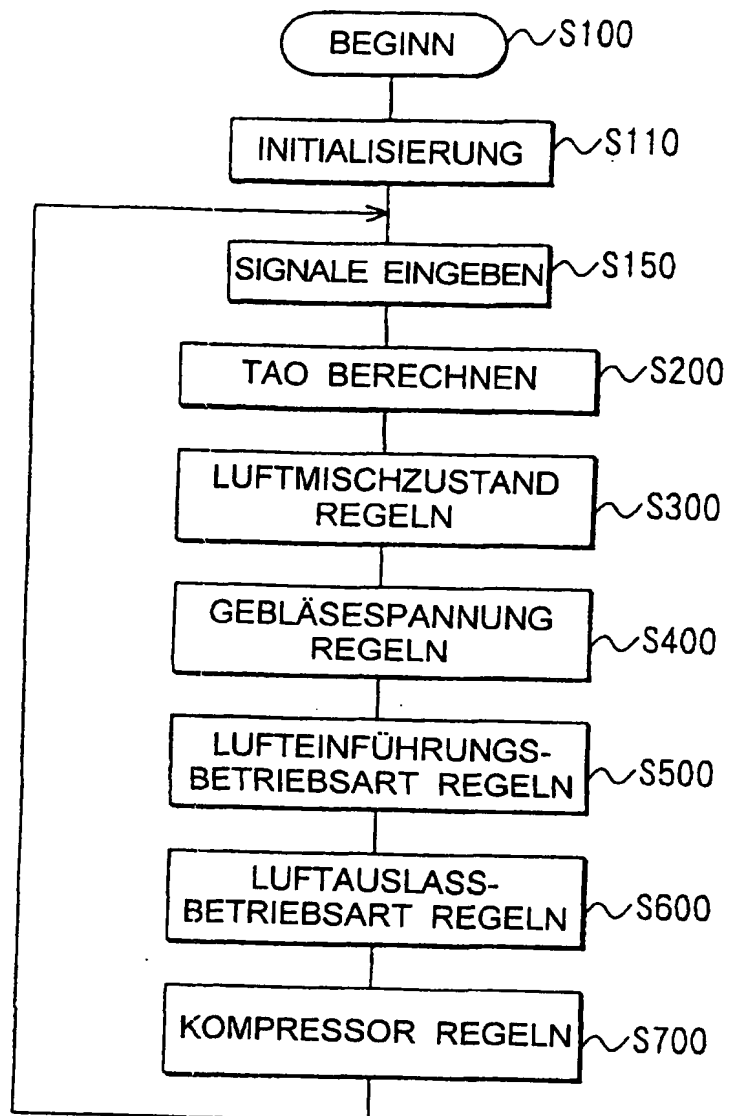 BEGINN S100
INITIALISIERUNG S110
SIGNALE EINGEBEN S150
TAO BERECHNEN S200
LUFTMISCHZUSTAND
REGELN S300
GEBLÄSESPANNUNG
REGELN S400
LUFTEINFÜHRUNGS-
BETRIEBSART REGELN S500
LUFTAUSLASS-
BETRIEBSART REGELN S600
KOMPRESSOR REGELN S700